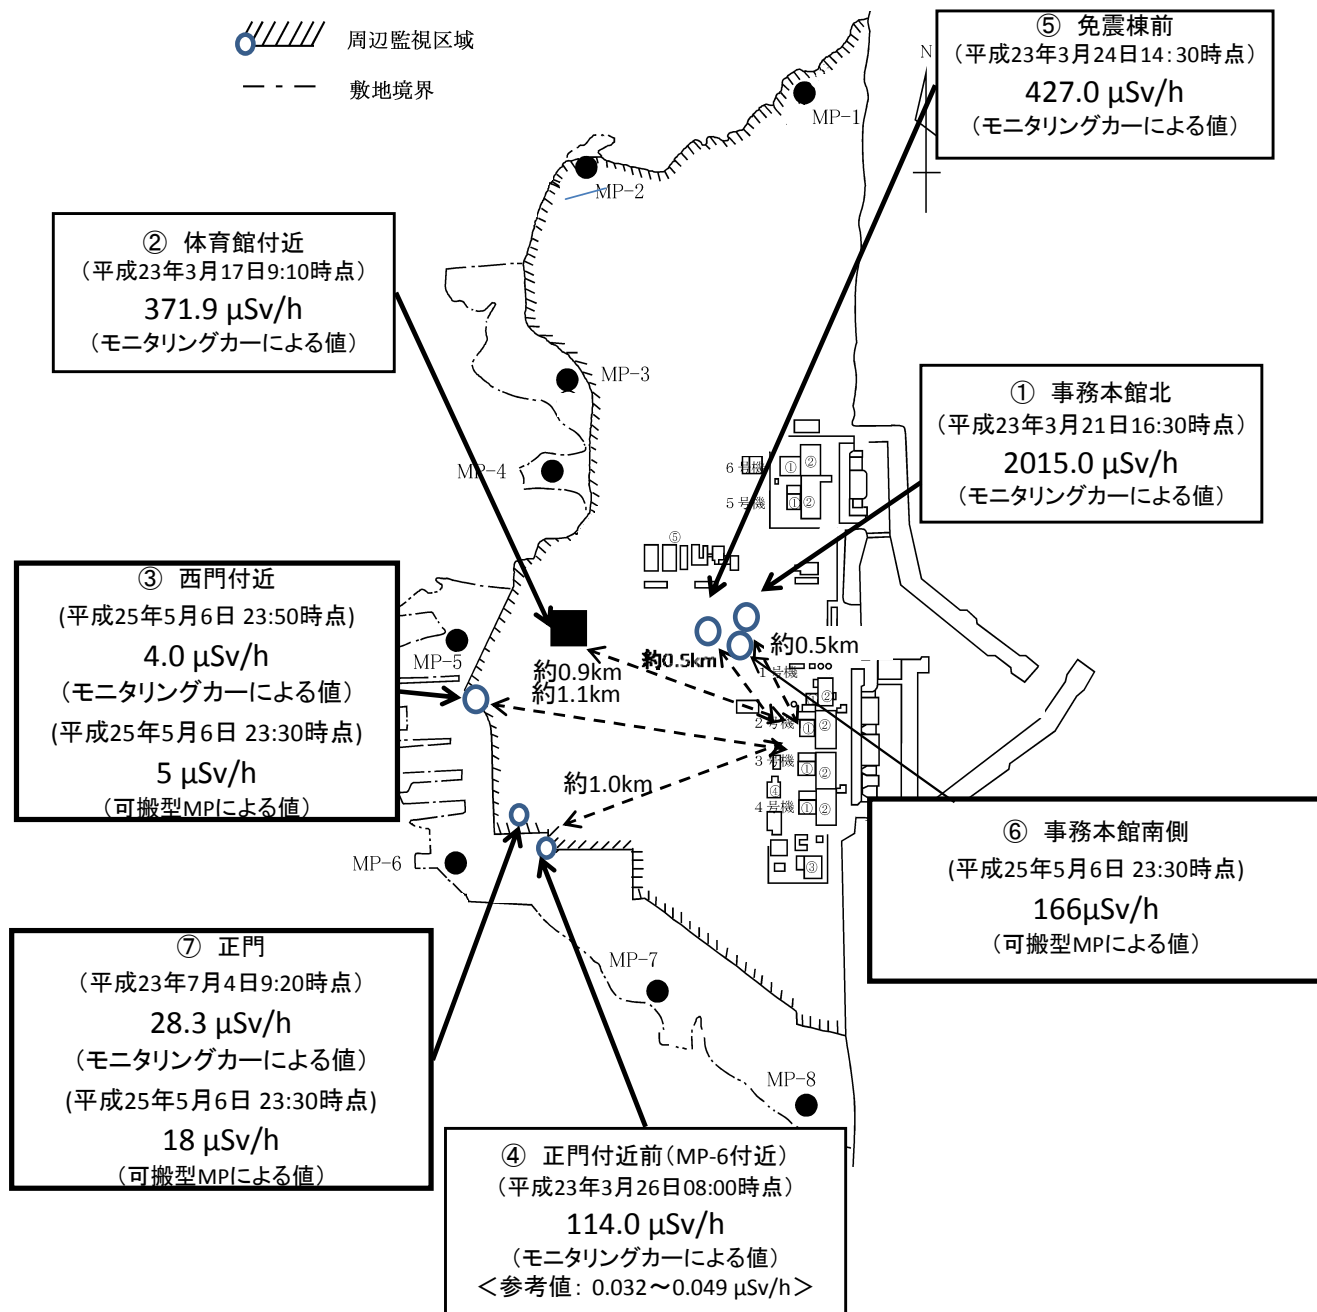 周辺監視区域
敷地境界
⑤ 免震棟前
（平成23年3月24日14：30時点）
427.0 μSv/h
（モニタリングカーによる値）
N
MP-1
MP-2
② 体育館付近
（平成23年3月17日9:10時点）
371.9 μSv/h
（モニタリングカーによる値）
MP-3
① 事務本館北
（平成23年3月21日16:30時点）
2015.0 μSv/h
（モニタリングカーによる値）
MP-4
6号機
① ②
5号機
① ②
⑤
③ 西門付近
(平成25年5月6日 23:50時点)
4.0 μSv/h
（モニタリングカーによる値）
(平成25年5月6日 23:30時点)
5 μSv/h
（可搬型MPによる値）
MP-5
約0.9km
約1.1km
約0.5km
約0.5km
1号機
②
2号機
① ②
3号機
① ②
④
4号機
① ②
③
約1.0km
MP-6
⑥ 事務本館南側
(平成25年5月6日 23:30時点)
166μSv/h
（可搬型MPによる値）
⑦ 正門
（平成23年7月4日9:20時点）
28.3 μSv/h
（モニタリングカーによる値）
(平成25年5月6日 23:30時点)
18 μSv/h
（可搬型MPによる値）
MP-7
MP-8
④ 正門付近前（MP-6付近）
（平成23年3月26日08:00時点）
114.0 μSv/h
（モニタリングカーによる値）
＜参考値：0.032～0.049 μSv/h＞